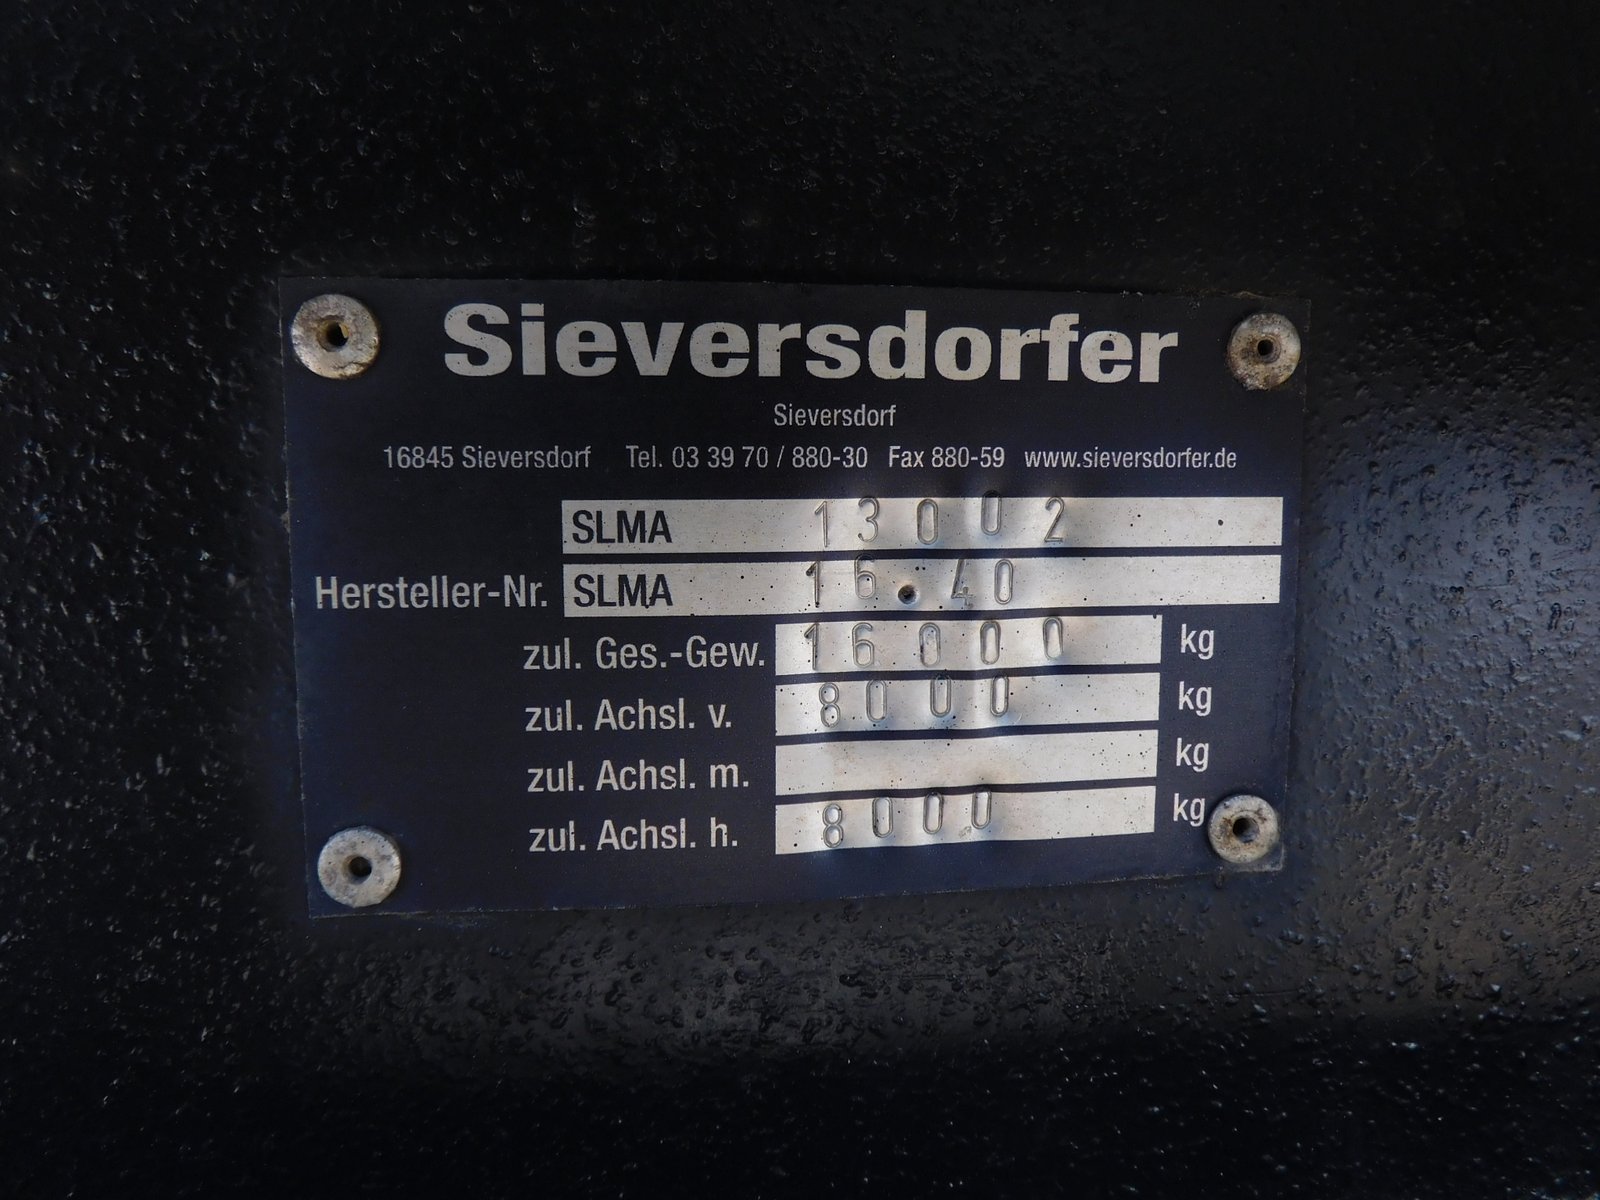 Sieversdorfer
Sieversdorf
16845 Sieversdorf Tel. 03 39 70 / 880-30 Fax 880-59 www.sieversdorfer.de
SLMA 13002
Hersteller-Nr. SLMA 16.40
zul. Ges.-Gew. 16000 kg
zul. Achsl. v. 8000 kg
zul. Achsl. m. kg
zul. Achsl. h. 8000 kg